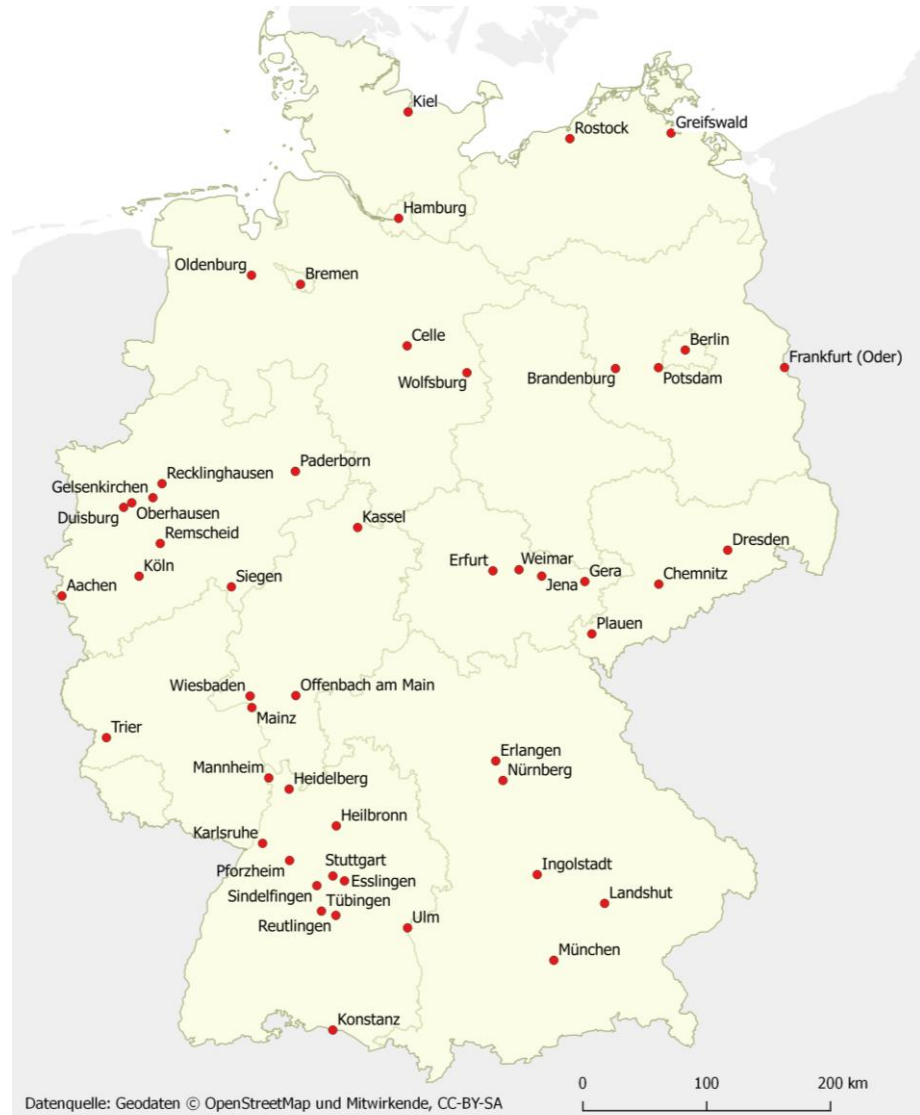 Kiel
Greifswald
Rostock
Hamburg
Oldenburg
Bremen
Celle
Berlin
Frankfurt (Oder)
Wolfsburg
Brandenburg
Potsdam
Paderborn
Recklinghausen
Gelsenkirchen
Duisburg
Oberhausen
Kassel
Remscheid
Dresden
Erfurt
Weimar
Köln
Siegen
Jena
Gera
Chemnitz
Aachen
Plauen
Wiesbaden
Offenbach am Main
Mainz
Trier
Erlangen
Mannheim
Heidelberg
Nürnberg
Heilbronn
Karlsruhe
Stuttgart
Ingolstadt
Pforzheim
Esslingen
Sindelfingen
Tübingen
Landshut
Reutlingen
Ulm
München
Konstanz
0 100 200 km
Datenquelle: Geodaten © OpenStreetMap und Mitwirkende, CC-BY-SA